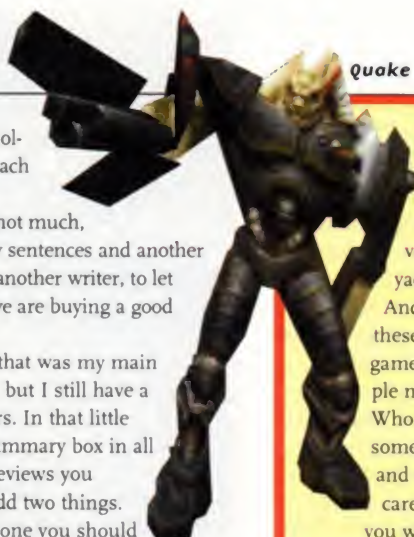 Quake
ol-
ach
not much,
sentences and another
another writer, to let
ve are buying a good
that was my main
but I still have a
rs. In that little
ummary box in all
eviews you
dd two things.
one you should
v
yac
And
these
game
ple n
Who
some
and
care
you w